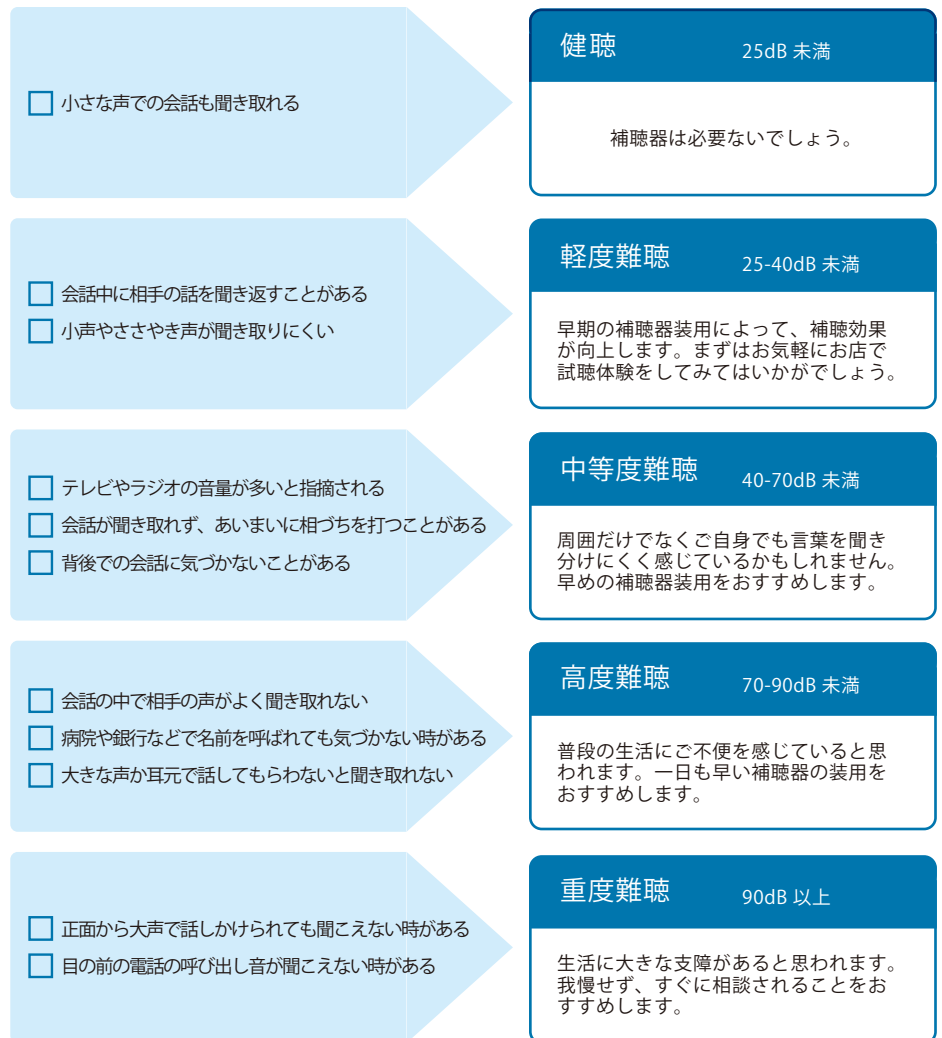 小さな声での会話も聞き取れる
健聴 25dB 未満
補聴器は必要ないでしょう。
会話中に相手の話を聞き返すことがある
小声やささやき声が聞き取りにくい
軽度難聴 25-40dB 未満
早期の補聴器装用によって、補聴効果
が向上します。まずはお気軽にお店で
試聴体験をしてみてはいかがでしょう。
テレビやラジオの音量が多いと指摘される
会話が聞き取れず、あいまいに相づちを打つことがある
背後での会話に気づかないことがある
中等度難聴 40-70dB 未満
周囲だけでなくご自身でも言葉を聞き
分けにくく感じているかもしれません。
早めの補聴器装用をおすすめします。
会話の中で相手の声がよく聞き取れない
病院や銀行などで名前を呼ばれても気づかない時がある
大きな声か耳元で話してもらわないと聞き取れない
高度難聴 70-90dB 未満
普段の生活にご不便を感じていると思
われます。一日も早い補聴器の装用を
おすすめします。
正面から大声で話しかけられても聞こえない時がある
目の前の電話の呼び出し音が聞こえない時がある
重度難聴 90dB 以上
生活に大きな支障があると思われます。
我慢せず、すぐに相談されることをお
すすめします。